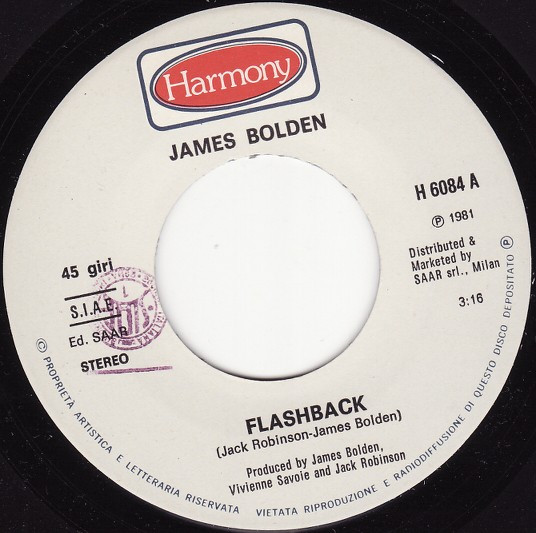 Harmony
JAMES BOLDEN
H 6084 A
Ⓟ 1981
Distributed &
Marketed by
SAAR srl., Milan
3:16
45 giri
S.I.A.E.
Ed. SAAR
STEREO
FLASHBACK
(Jack Robinson-James Bolden)
Produced by James Bolden,
Vivienne Savoie and Jack Robinson
© PROPRIETÀ ARTISTICA E LETTERARIA RISERVATA VIETATA RIPRODUZIONE E RADIODIFFUSIONE DI QUESTO DISCO DEPOSITATO Ⓟ